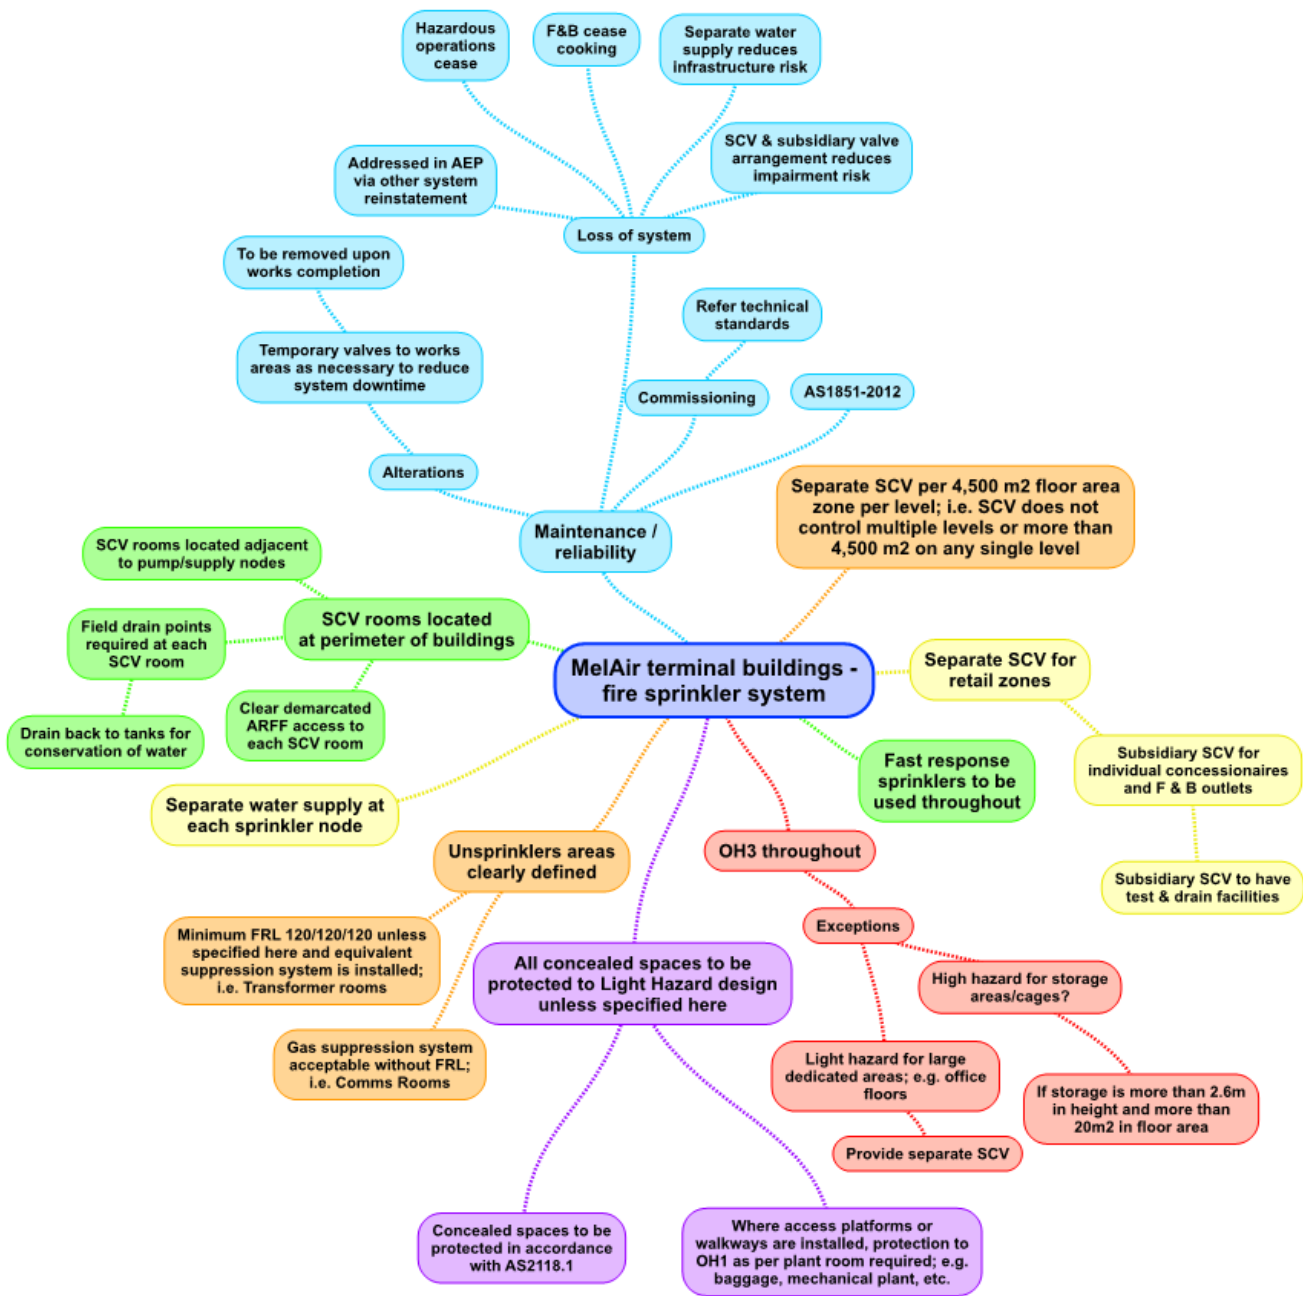 Hazardous
operations
cease
F&B cease
cooking
Separate water
supply reduces
infrastructure risk
SCV & subsidiary valve
arrangement reduces
impairment risk
Addressed in AEP
via other system
reinstatement
Loss of system
To be removed upon
works completion
Refer technical
standards
Temporary valves to works
areas as necessary to reduce
system downtime
Commissioning
AS1851-2012
Alterations
Maintenance /
reliability
Separate SCV per 4,500 m2 floor area
zone per level; i.e. SCV does not
control multiple levels or more than
4,500 m2 on any single level
SCV rooms located adjacent
to pump/supply nodes
SCV rooms located
at perimeter of buildings
Field drain points
required at each
SCV room
Clear demarcated
ARFF access to
each SCV room
Drain back to tanks for
conservation of water
MelAir terminal buildings -
fire sprinkler system
Separate SCV for
retail zones
Subsidiary SCV for
individual concessionaires
and F & B outlets
Subsidiary SCV to have
test & drain facilities
Fast response
sprinklers to be
used throughout
Separate water supply at
each sprinkler node
Unsprinklers areas
clearly defined
Minimum FRL 120/120/120 unless
specified here and equivalent
suppression system is installed;
i.e. Transformer rooms
Gas suppression system
acceptable without FRL;
i.e. Comms Rooms
OH3 throughout
Exceptions
High hazard for storage
areas/cages?
If storage is more than 2.6m
in height and more than
20m2 in floor area
Light hazard for large
dedicated areas; e.g. office
floors
Provide separate SCV
All concealed spaces to be
protected to Light Hazard design
unless specified here
Concealed spaces to be
protected in accordance
with AS2118.1
Where access platforms or
walkways are installed, protection to
OH1 as per plant room required; e.g.
baggage, mechanical plant, etc.